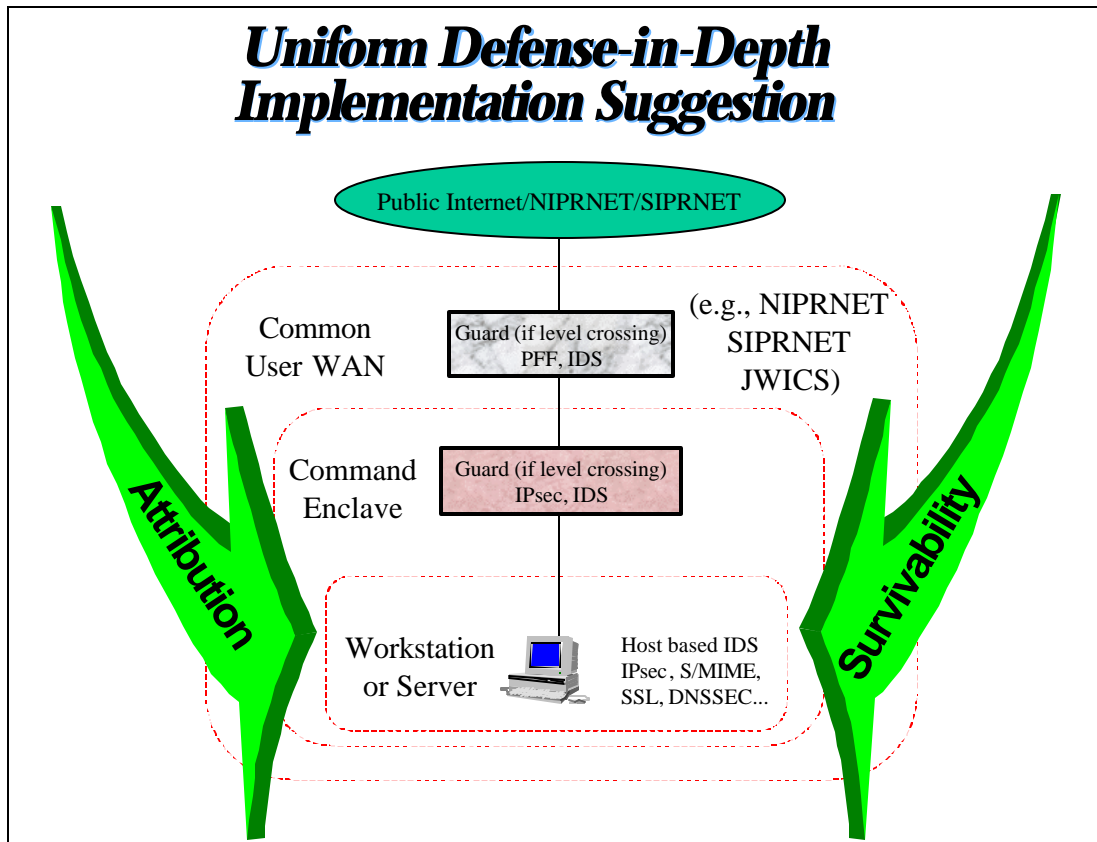 Uniform Defense-in-Depth
Implementation Suggestion
Public Internet/NIPRNET/SIPRNET
Common
User WAN
Guard (if level crossing)
PFF, IDS
(e.g., NIPRNET
SIPRNET
JWICS)
Command
Enclave
Guard (if level crossing)
IPsec, IDS
Attribution
Survivability
Workstation
or Server
Host based IDS
IPsec, S/MIME,
SSL, DNSSEC...